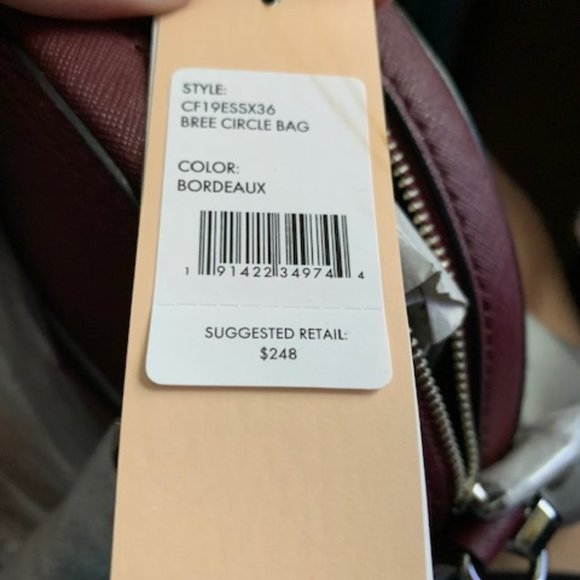 STYLE:
CF19ESSX36
BREE CIRCLE BAG
COLOR:
BORDEAUX
1 91422 34974 4
SUGGESTED RETAIL:
$248